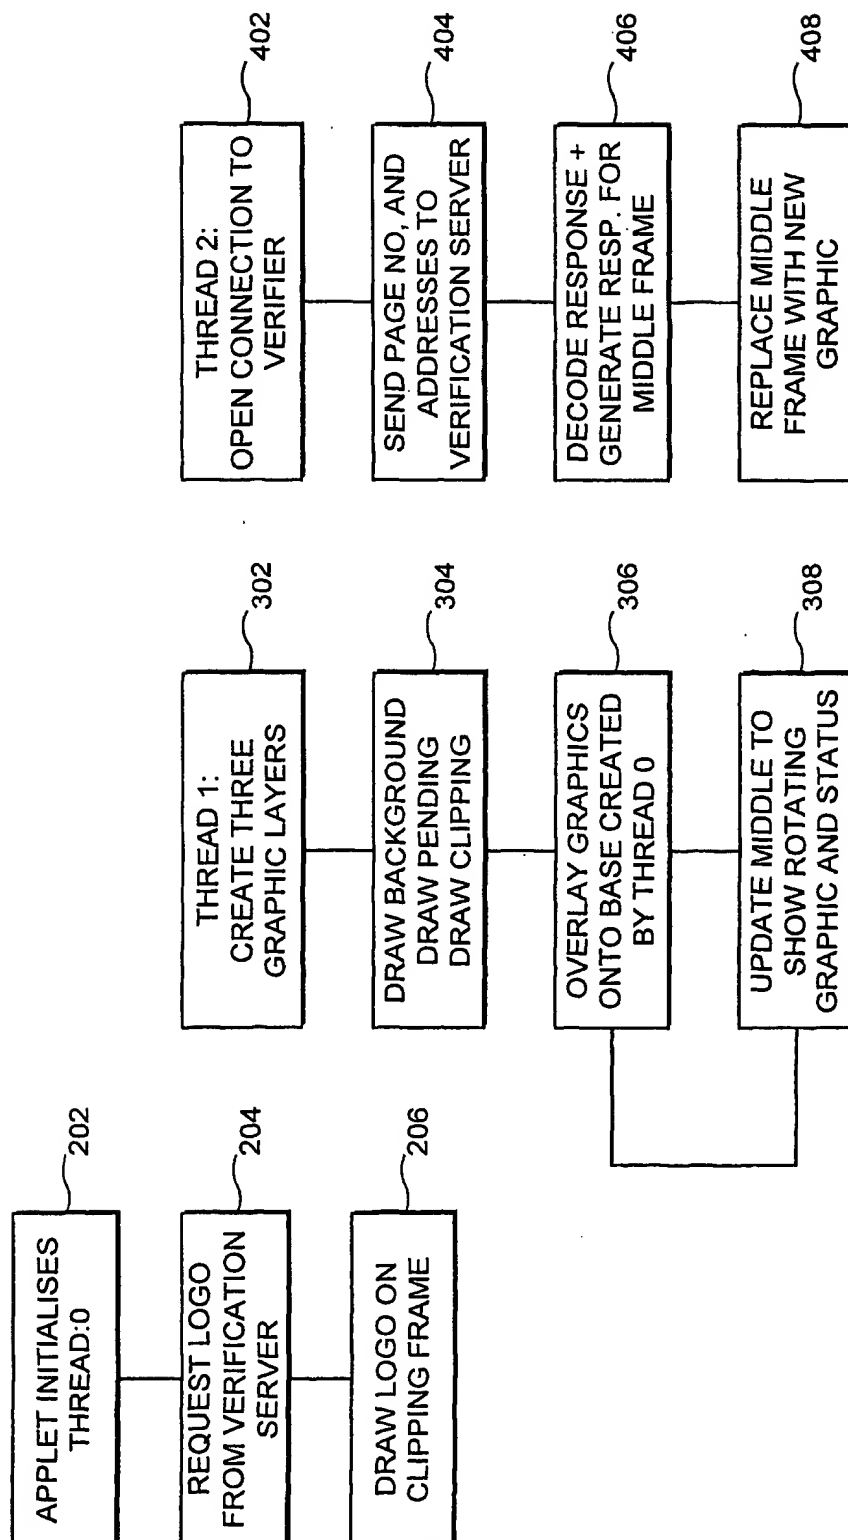 APPLET INITIALISES
THREAD:0
202
REQUEST LOGO
FROM VERIFICATION
SERVER
204
DRAW LOGO ON
CLIPPING FRAME
206
THREAD 1:
CREATE THREE
GRAPHIC LAYERS
302
DRAW BACKGROUND
DRAW PENDING
DRAW CLIPPING
304
OVERLAY GRAPHICS
ONTO BASE CREATED
BY THREAD 0
306
UPDATE MIDDLE TO
SHOW ROTATING
GRAPHIC AND STATUS
308
THREAD 2:
OPEN CONNECTION TO
VERIFIER
402
SEND PAGE NO, AND
ADDRESSES TO
VERIFICATION SERVER
404
DECODE RESPONSE +
GENERATE RESP. FOR
MIDDLE FRAME
406
REPLACE MIDDLE
FRAME WITH NEW
GRAPHIC
408